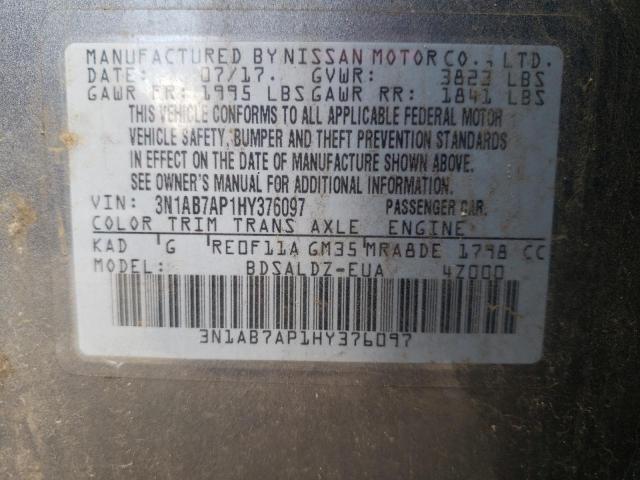 MANUFACTURED BY NISSAN MOTOR CO., LTD.
DATE: 07/17. GVWR: 3823 LBS
GAWR FR: 1995 LBS GAWR RR: 1841 LBS
THIS VEHICLE CONFORMS TO ALL APPLICABLE FEDERAL MOTOR
VEHICLE SAFETY, BUMPER AND THEFT PREVENTION STANDARDS
IN EFFECT ON THE DATE OF MANUFACTURE SHOWN ABOVE.
SEE OWNER'S MANUAL FOR ADDITIONAL INFORMATION.
VIN: 3N1AB7AP1HY376097 PASSENGER CAR.
COLOR TRIM TRANS AXLE ENGINE
KAD G RE0F11A GM35 MRA8DE 1798 CC
MODEL BDSALDZ-EUA 4Z000
3N1AB7AP1HY376097